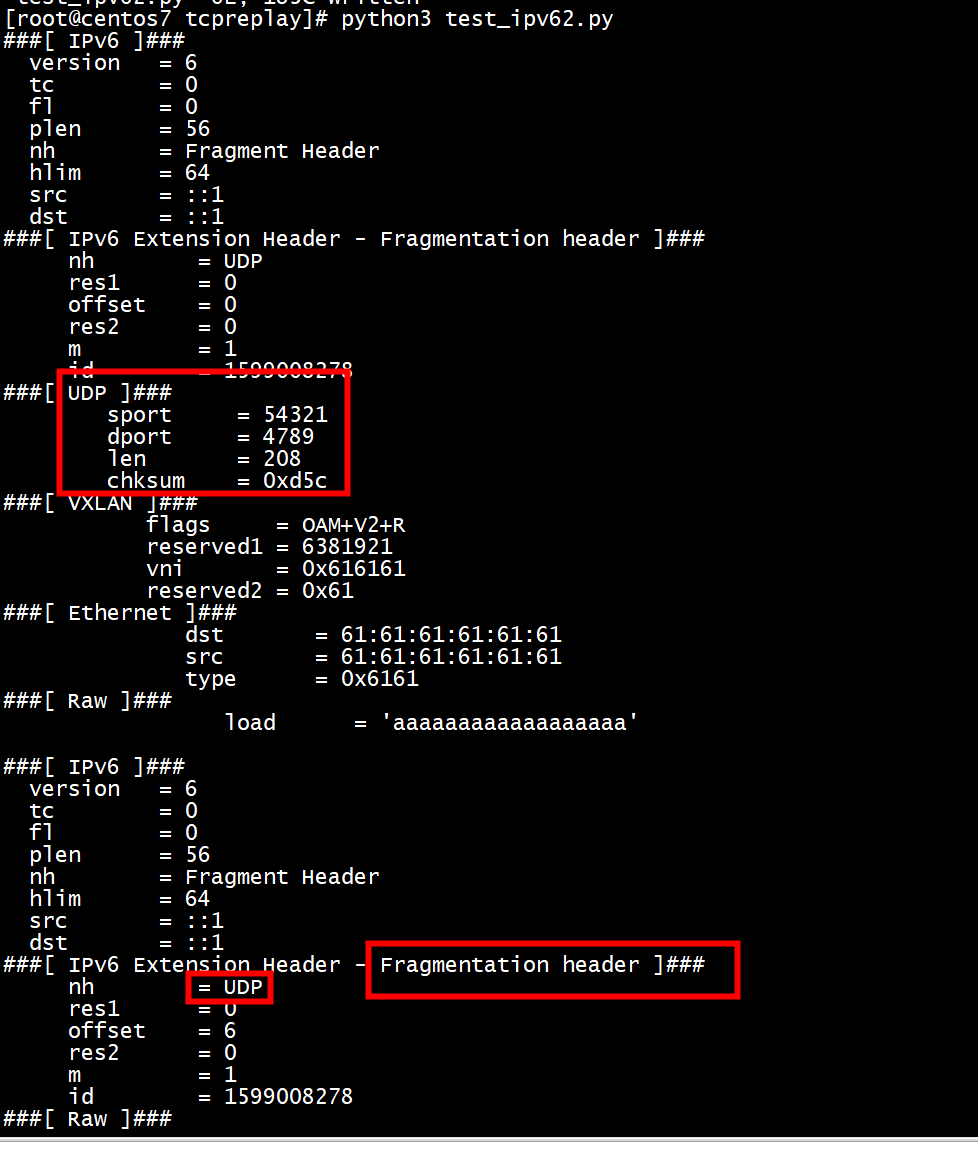 [root@centos7 tcpreplay]# python3 test_ipv62.py
###[ IPv6 ]###
version = 6
tc = 0
fl = 0
plen = 56
nh = Fragment Header
hlim = 64
src = ::1
dst = ::1
###[ IPv6 Extension Header - Fragmentation header ]###
nh = UDP
res1 = 0
offset = 0
res2 = 0
m = 1
id = 1599008278
###[ UDP ]###
sport = 54321
dport = 4789
len = 208
chksum = 0xd5c
###[ VXLAN ]###
flags = OAM+V2+R
reserved1 = 6381921
vni = 0x616161
reserved2 = 0x61
###[ Ethernet ]###
dst = 61:61:61:61:61:61
src = 61:61:61:61:61:61
type = 0x6161
###[ Raw ]###
load = 'aaaaaaaaaaaaaaaaaa'
###[ IPv6 ]###
version = 6
tc = 0
fl = 0
plen = 56
nh = Fragment Header
hlim = 64
src = ::1
dst = ::1
###[ IPv6 Extension Header - Fragmentation header ]###
nh = UDP
res1 = 0
offset = 6
res2 = 0
m = 1
id = 1599008278
###[ Raw ]###